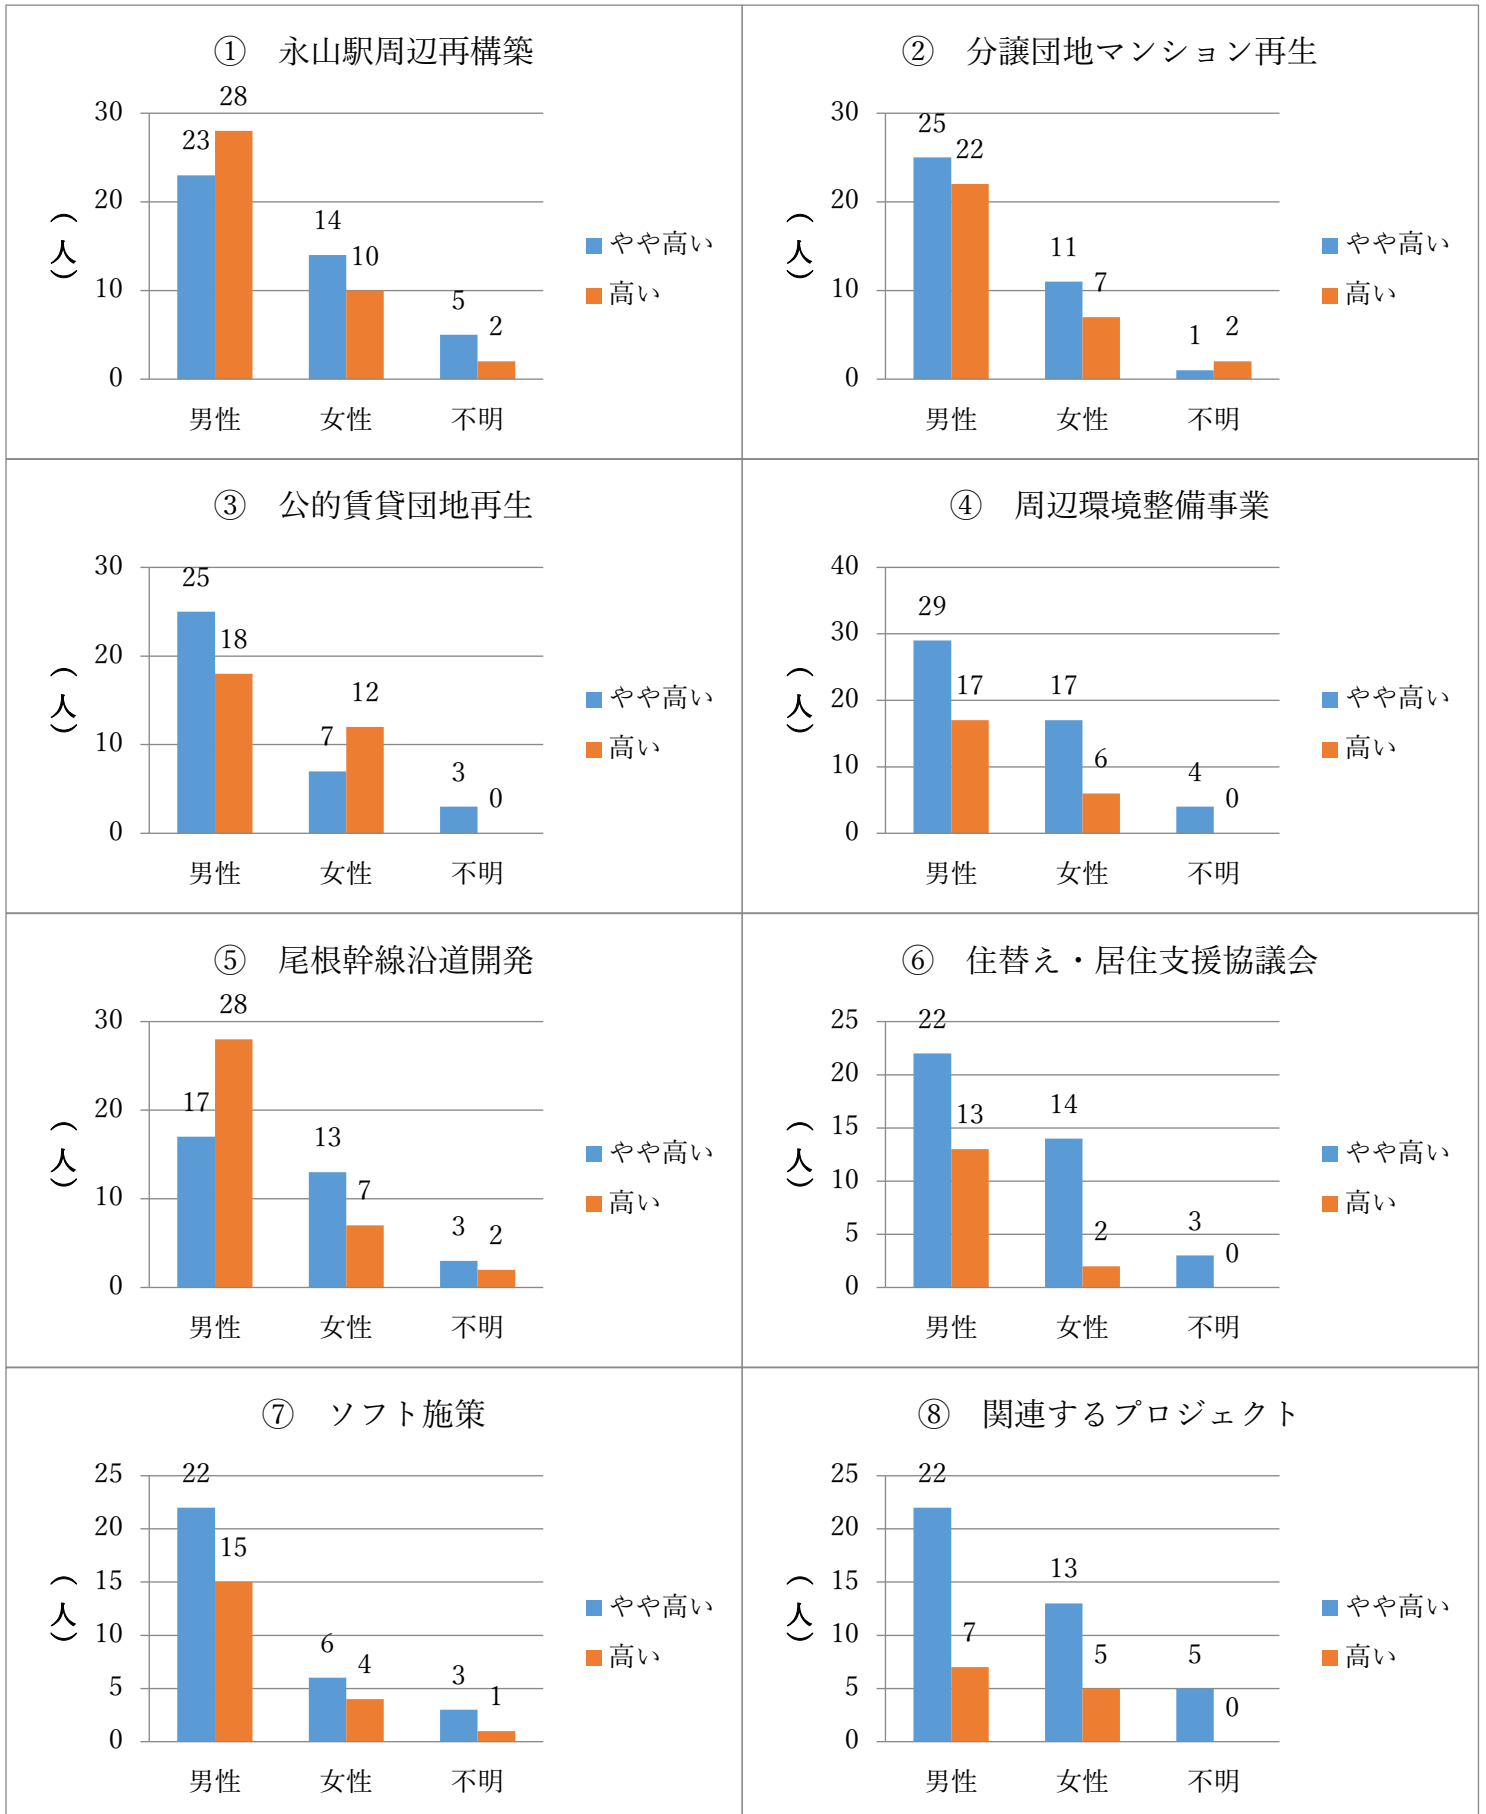 ① 永山駅周辺再構築
30
20
10
0
(人)
23
28
14
10
5
2
男性
女性
不明
やや高い
高い
② 分譲団地マンション再生
30
20
10
0
(人)
25
22
11
7
1
2
男性
女性
不明
やや高い
高い
③ 公的賃貸団地再生
30
20
10
0
(人)
25
18
7
12
3
0
男性
女性
不明
やや高い
高い
④ 周辺環境整備事業
40
30
20
10
0
(人)
29
17
17
6
4
0
男性
女性
不明
やや高い
高い
⑤ 尾根幹線沿道開発
30
20
10
0
(人)
17
28
13
7
3
2
男性
女性
不明
やや高い
高い
⑥ 住替え・居住支援協議会
25
20
15
10
5
0
(人)
22
13
14
2
3
0
男性
女性
不明
やや高い
高い
⑦ ソフト施策
25
20
15
10
5
0
(人)
22
15
6
4
3
1
男性
女性
不明
やや高い
高い
⑧ 関連するプロジェクト
25
20
15
10
5
0
(人)
22
7
13
5
5
0
男性
女性
不明
やや高い
高い